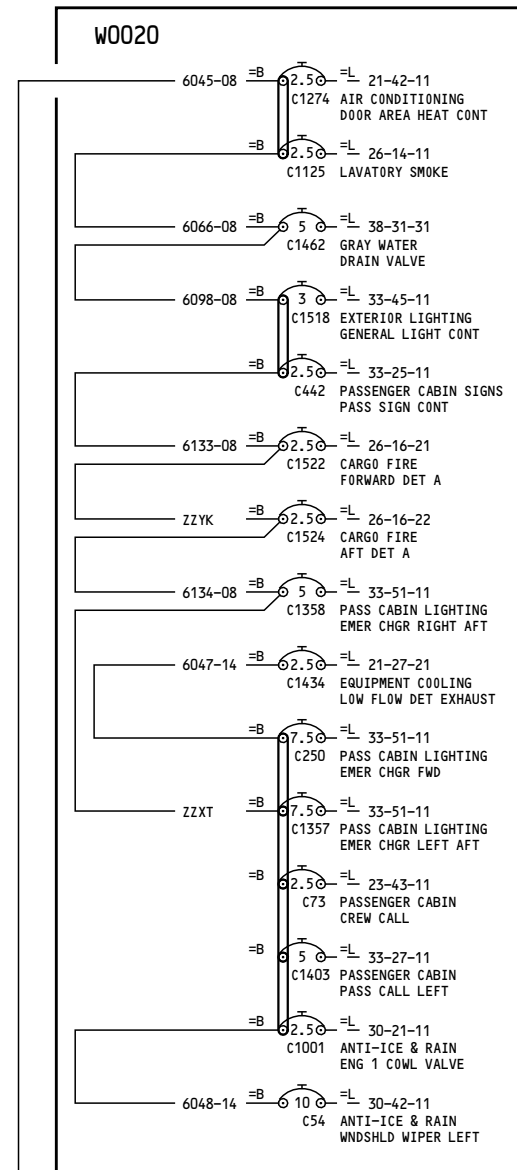 W0020
6045-08 =B 2.5 =L 21-42-11
C1274 AIR CONDITIONING
DOOR AREA HEAT CONT
=B 2.5 =L 26-14-11
C1125 LAVATORY SMOKE
6066-08 =B 5 =L 38-31-31
C1462 GRAY WATER
DRAIN VALVE
6098-08 =B 3 =L 33-45-11
C1518 EXTERIOR LIGHTING
GENERAL LIGHT CONT
=B 2.5 =L 33-25-11
C442 PASSENGER CABIN SIGNS
PASS SIGN CONT
6133-08 =B 2.5 =L 26-16-21
C1522 CARGO FIRE
FORWARD DET A
ZZYK =B 2.5 =L 26-16-22
C1524 CARGO FIRE
AFT DET A
6134-08 =B 5 =L 33-51-11
C1358 PASS CABIN LIGHTING
EMER CHGR RIGHT AFT
6047-14 =B 2.5 =L 21-27-21
C1434 EQUIPMENT COOLING
LOW FLOW DET EXHAUST
=B 7.5 =L 33-51-11
C250 PASS CABIN LIGHTING
EMER CHGR FWD
ZZXT =B 7.5 =L 33-51-11
C1357 PASS CABIN LIGHTING
EMER CHGR LEFT AFT
=B 2.5 =L 23-43-11
C73 PASSENGER CABIN
CREW CALL
=B 5 =L 33-27-11
C1403 PASSENGER CABIN
PASS CALL LEFT
=B 2.5 =L 30-21-11
C1001 ANTI-ICE & RAIN
ENG 1 COWL VALVE
6048-14 =B 10 =L 30-42-11
C54 ANTI-ICE & RAIN
WNDSHLD WIPER LEFT